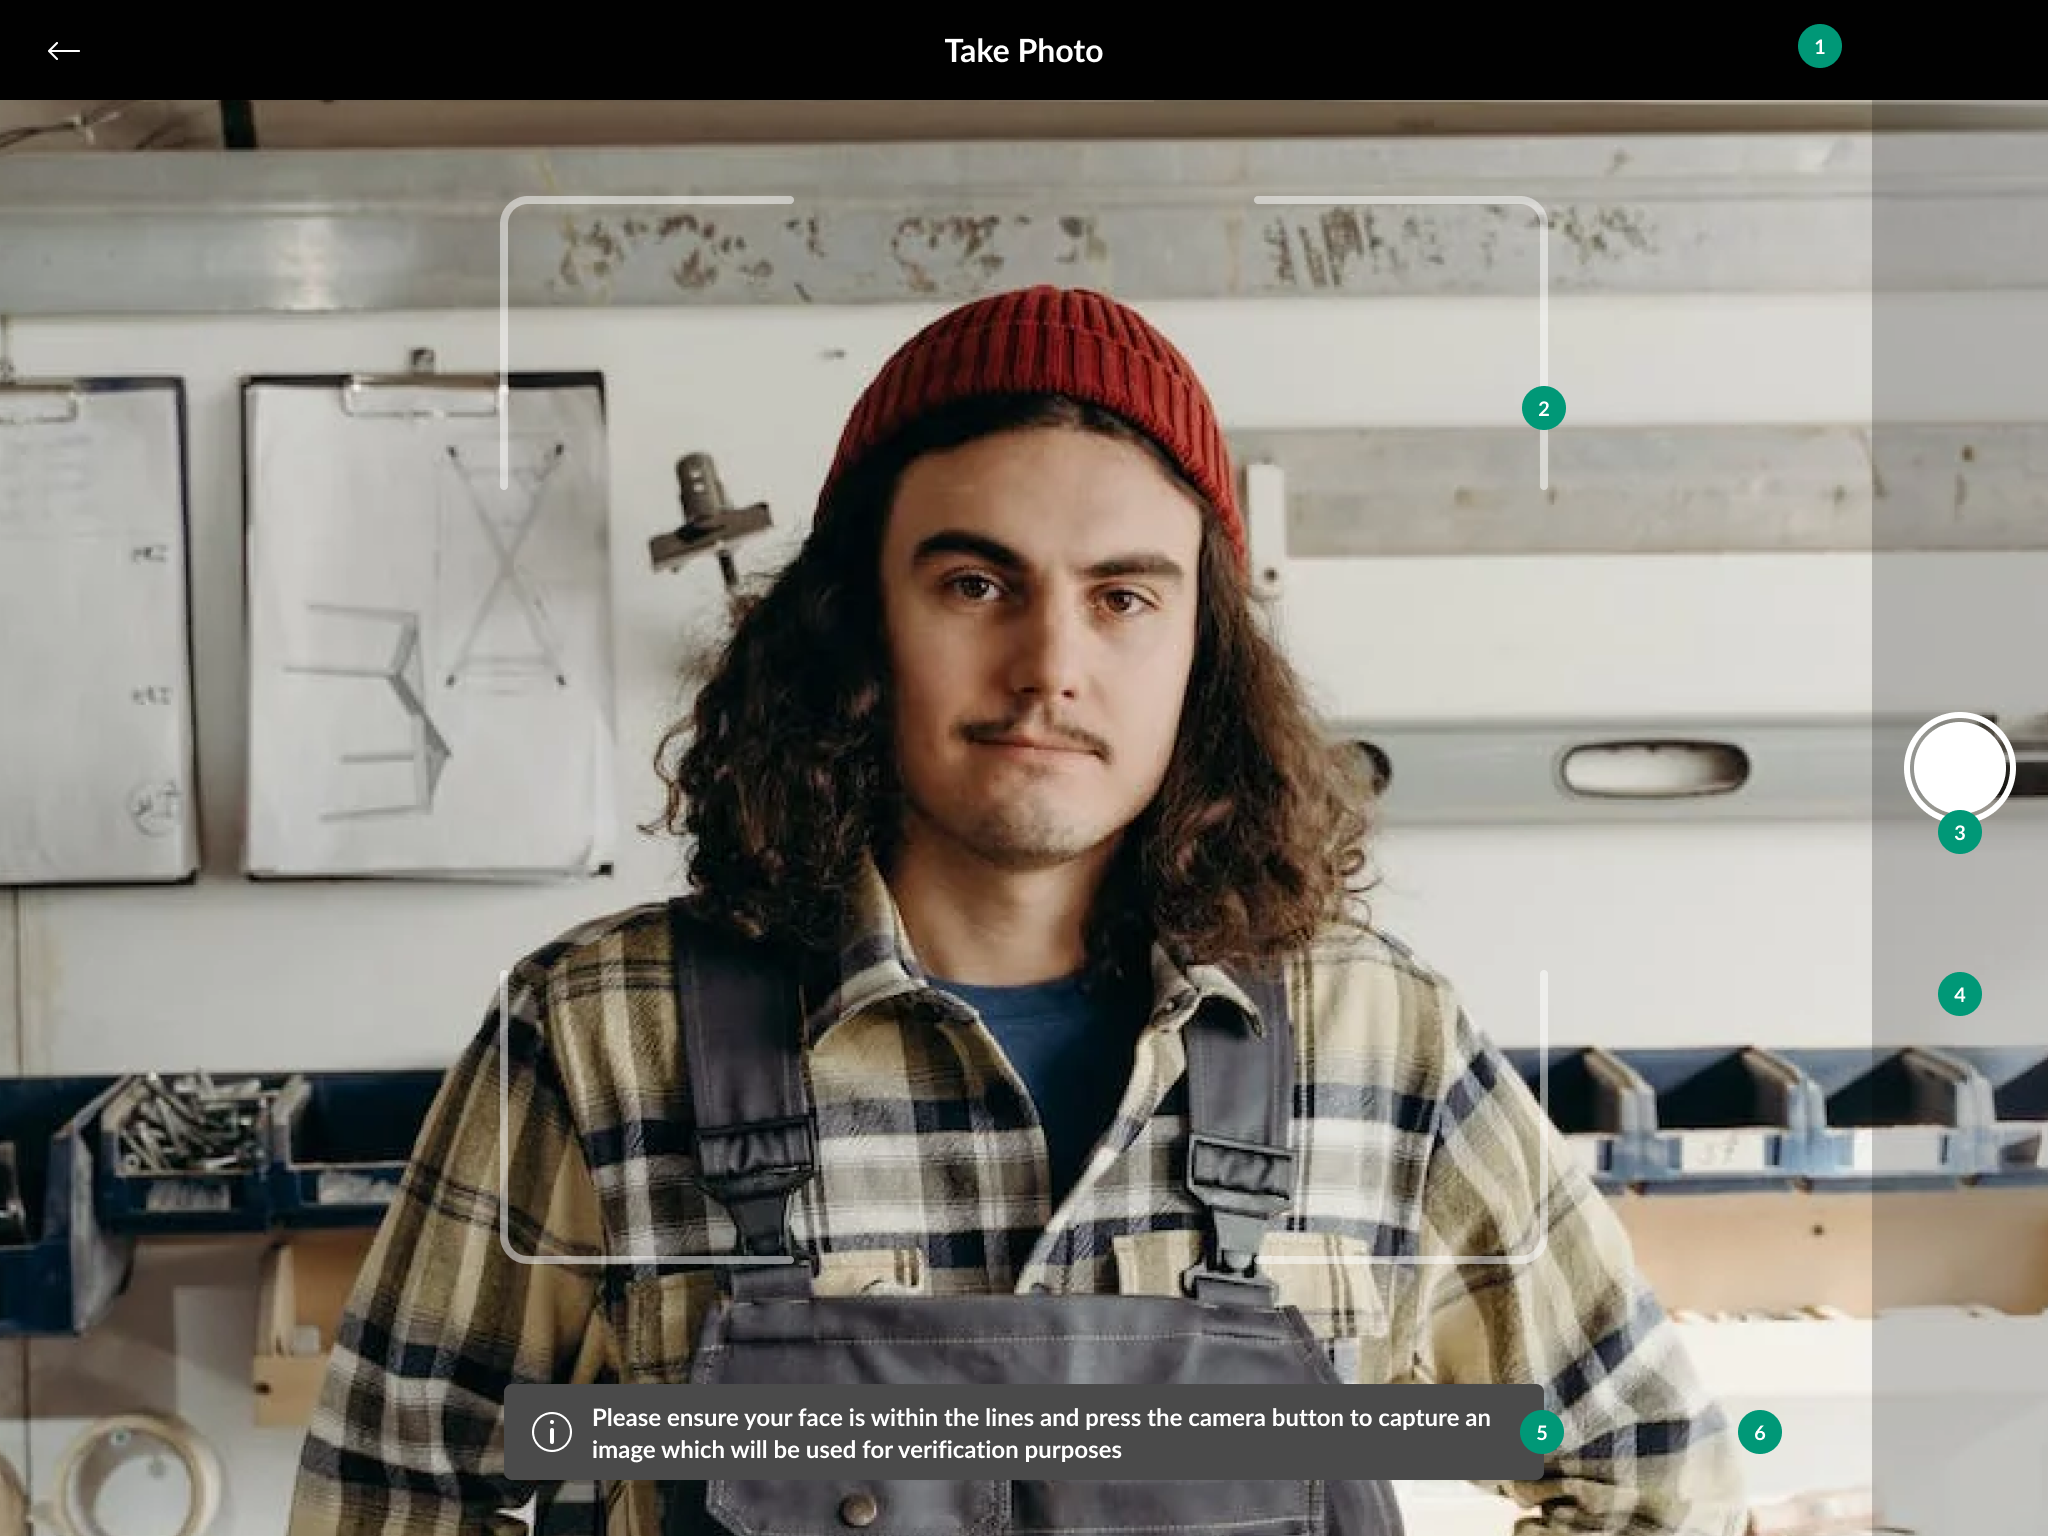 Take Photo
1
2
3
4
Please ensure your face is within the lines and press the camera button to capture an
image which will be used for verification purposes
5
6